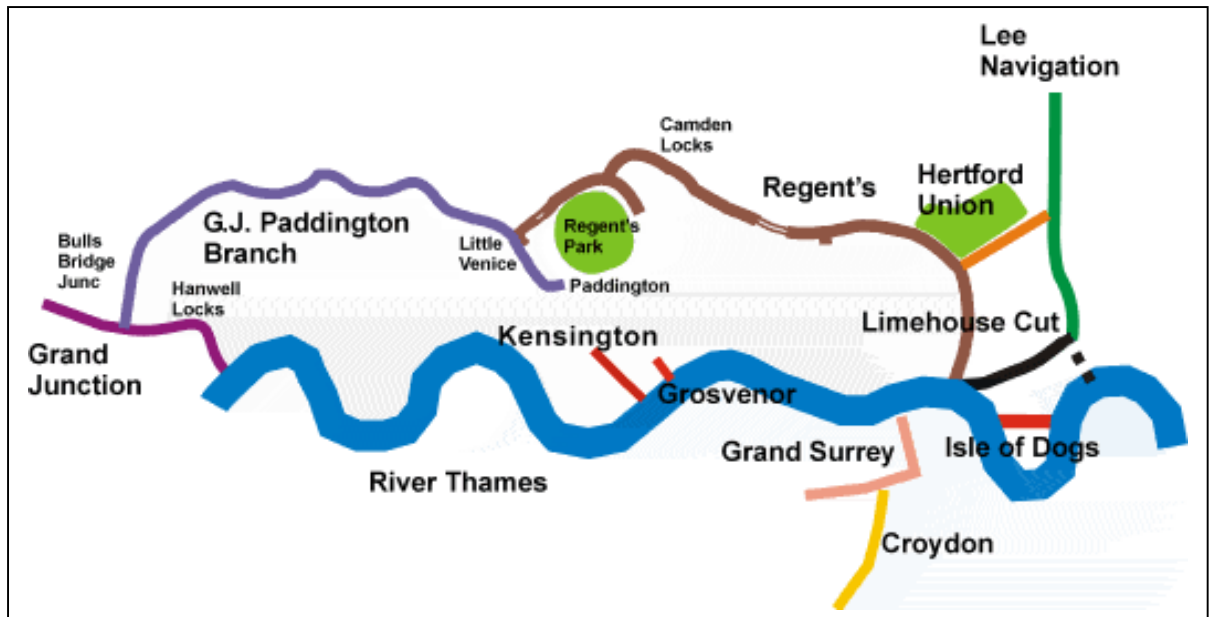 Lee
Navigation
Camden
Locks
Regent's
Hertford
Union
G.J. Paddington
Branch
Regent's
Park
Little
Venice
Bulls
Bridge
Junc
Hanwell
Locks
Paddington
Kensington
Limehouse Cut
Grand
Junction
Grosvenor
Grand Surrey
Isle of Dogs
River Thames
Croydon